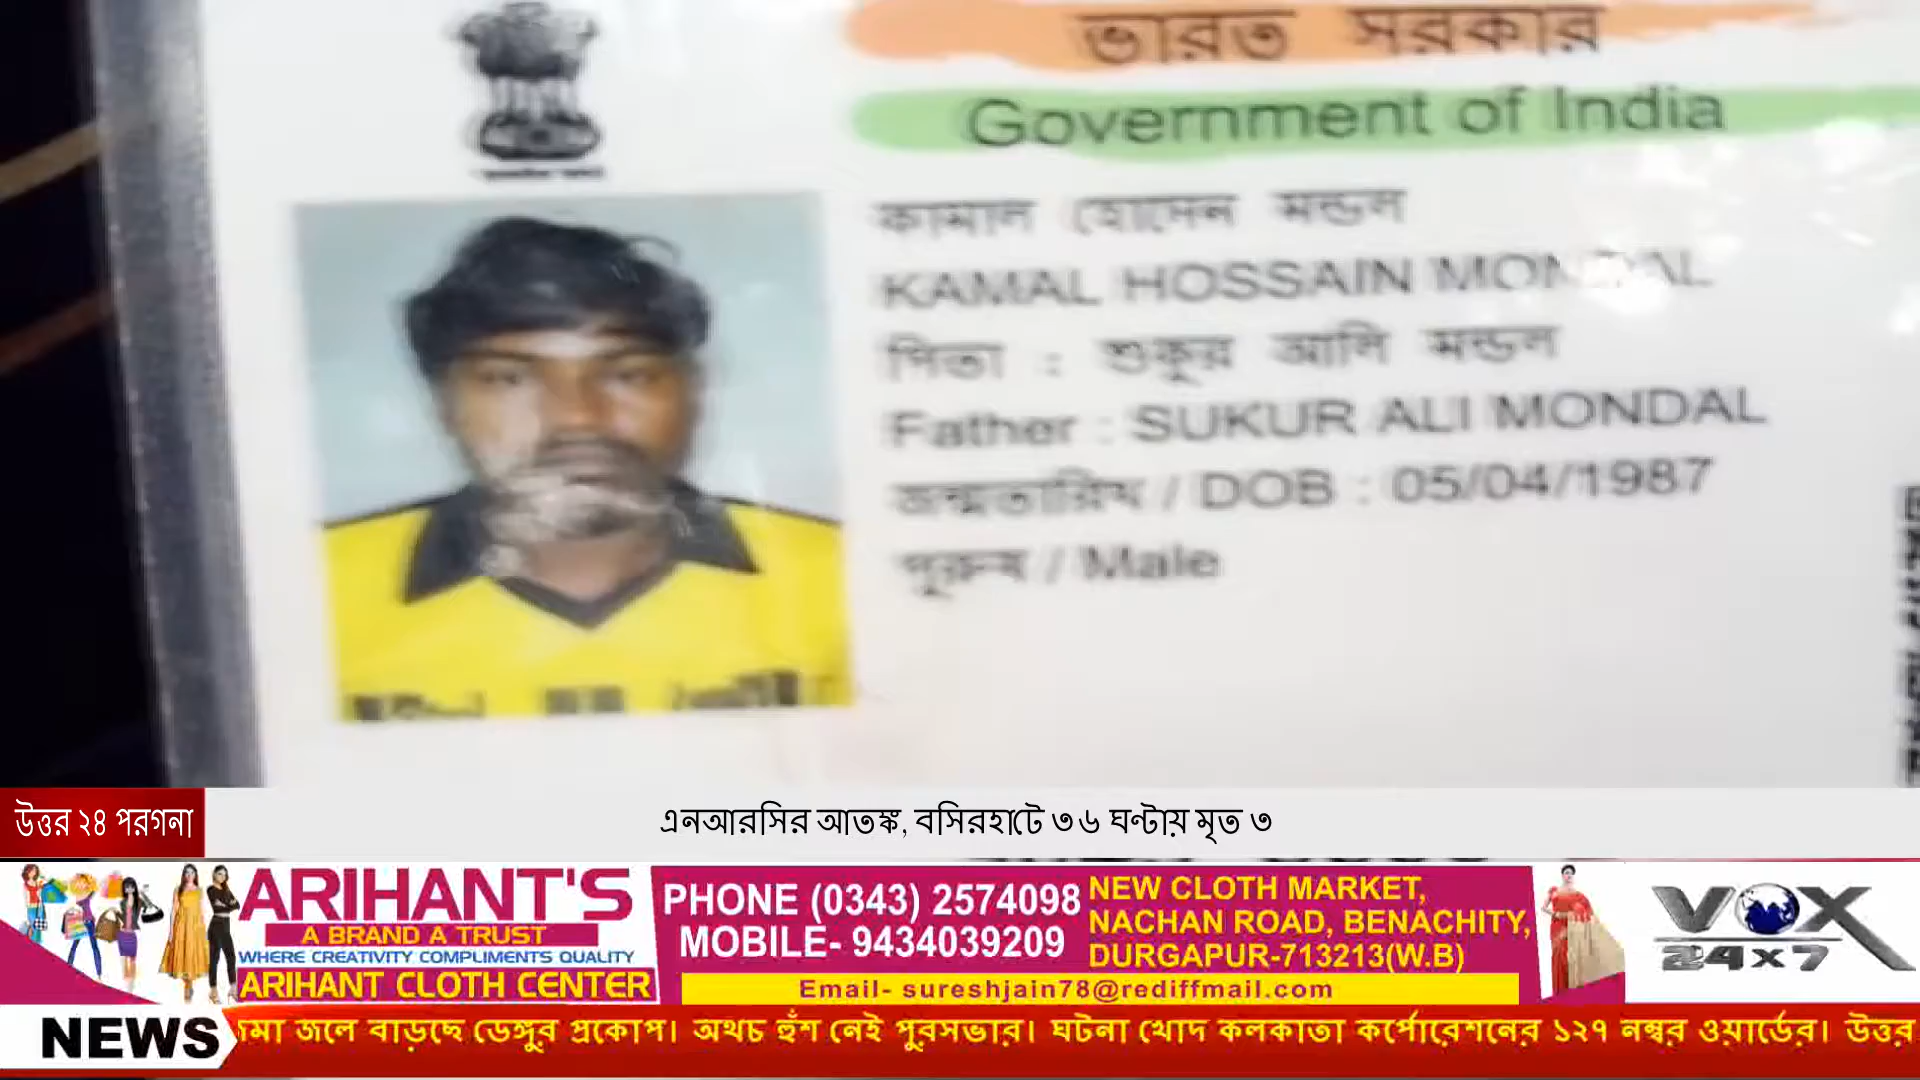 ভারত সরকার
Government of India
কামাল হোসেন মন্ডল
KAMAL HOSSAIN MONDAL
পিতা : শুকুর আলি মন্ডল
Father : SUKUR ALI MONDAL
জন্মতারিখ / DOB : 05/04/1987
পুরুষ / Male
উত্তর ২৪ পরগনা
এনআরসির আতঙ্ক, বসিরহাটে ৩৬ ঘণ্টায় মৃত ৩
ARIHANT'S
A BRAND A TRUST
WHERE CREATIVITY COMPLIMENTS QUALITY
ARIHANT CLOTH CENTER
PHONE (0343) 2574098
MOBILE- 9434039209
NEW CLOTH MARKET,
NACHAN ROAD, BENACHITY,
DURGAPUR-713213(W.B)
Email- sureshjain78@rediffmail.com
VOX
24x7
NEWS
জমা জলে বাড়ছে ডেঙ্গুর প্রকোপ। অথচ হুঁশ নেই পুরসভার। ঘটনা খোদ কলকাতা কর্পোরেশনের ১২৭ নম্বর ওয়ার্ডের। উত্তর